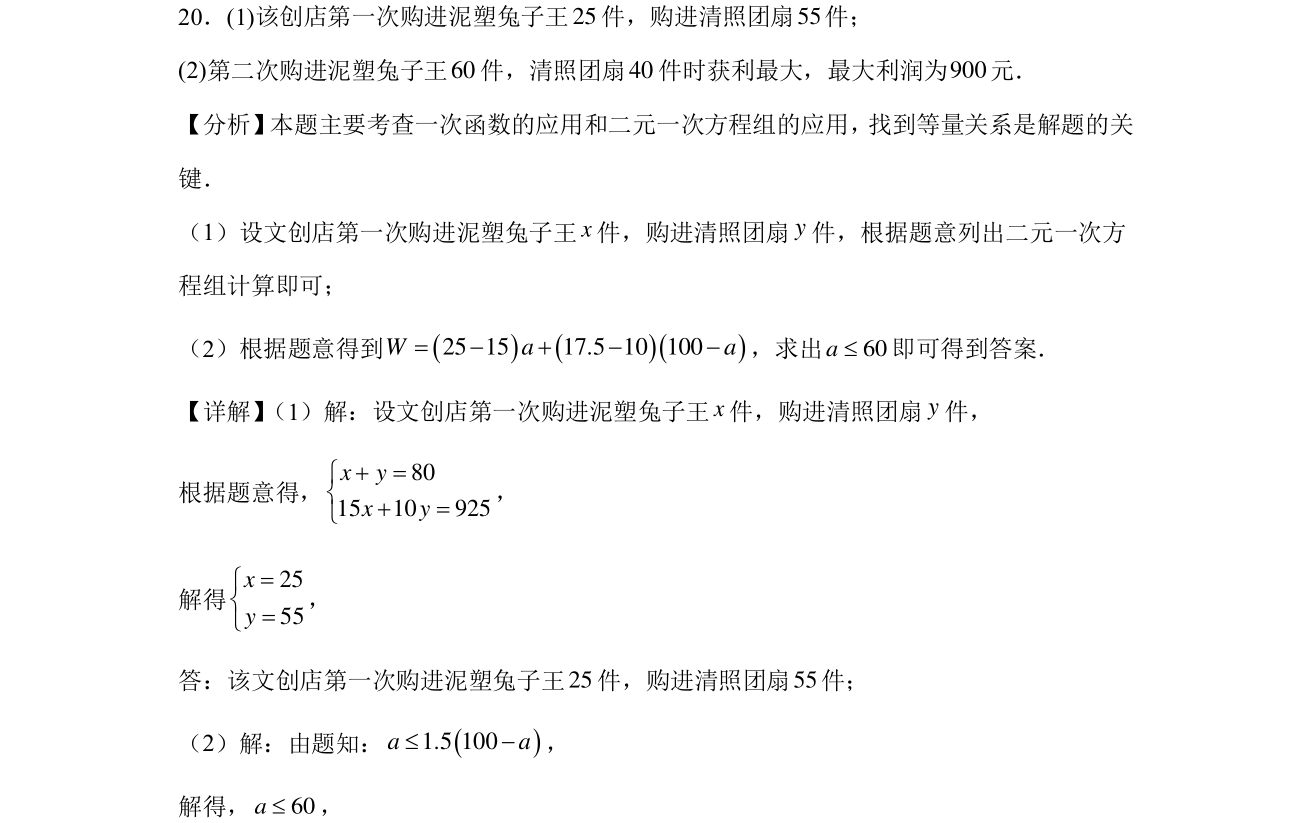 20．(1)该创店第一次购进泥塑兔子王25件，购进清照团扇55件；
(2)第二次购进泥塑兔子王60件，清照团扇40件时获利最大，最大利润为900元．
【分析】本题主要考查一次函数的应用和二元一次方程组的应用，找到等量关系是解题的关
键．
（1）设文创店第一次购进泥塑兔子王x件，购进清照团扇y件，根据题意列出二元一次方
程组计算即可；
（2）根据题意得到W=(25−15)a+(17.5−10)(100−a)，求出a≤60即可得到答案．
【详解】（1）解：设文创店第一次购进泥塑兔子王x件，购进清照团扇y件，
根据题意得，{x+y=80
15x+10y=925，
解得{x=25
y=55，
答：该文创店第一次购进泥塑兔子王25件，购进清照团扇55件；
（2）解：由题知：a≤1.5(100−a)，
解得，a≤60，